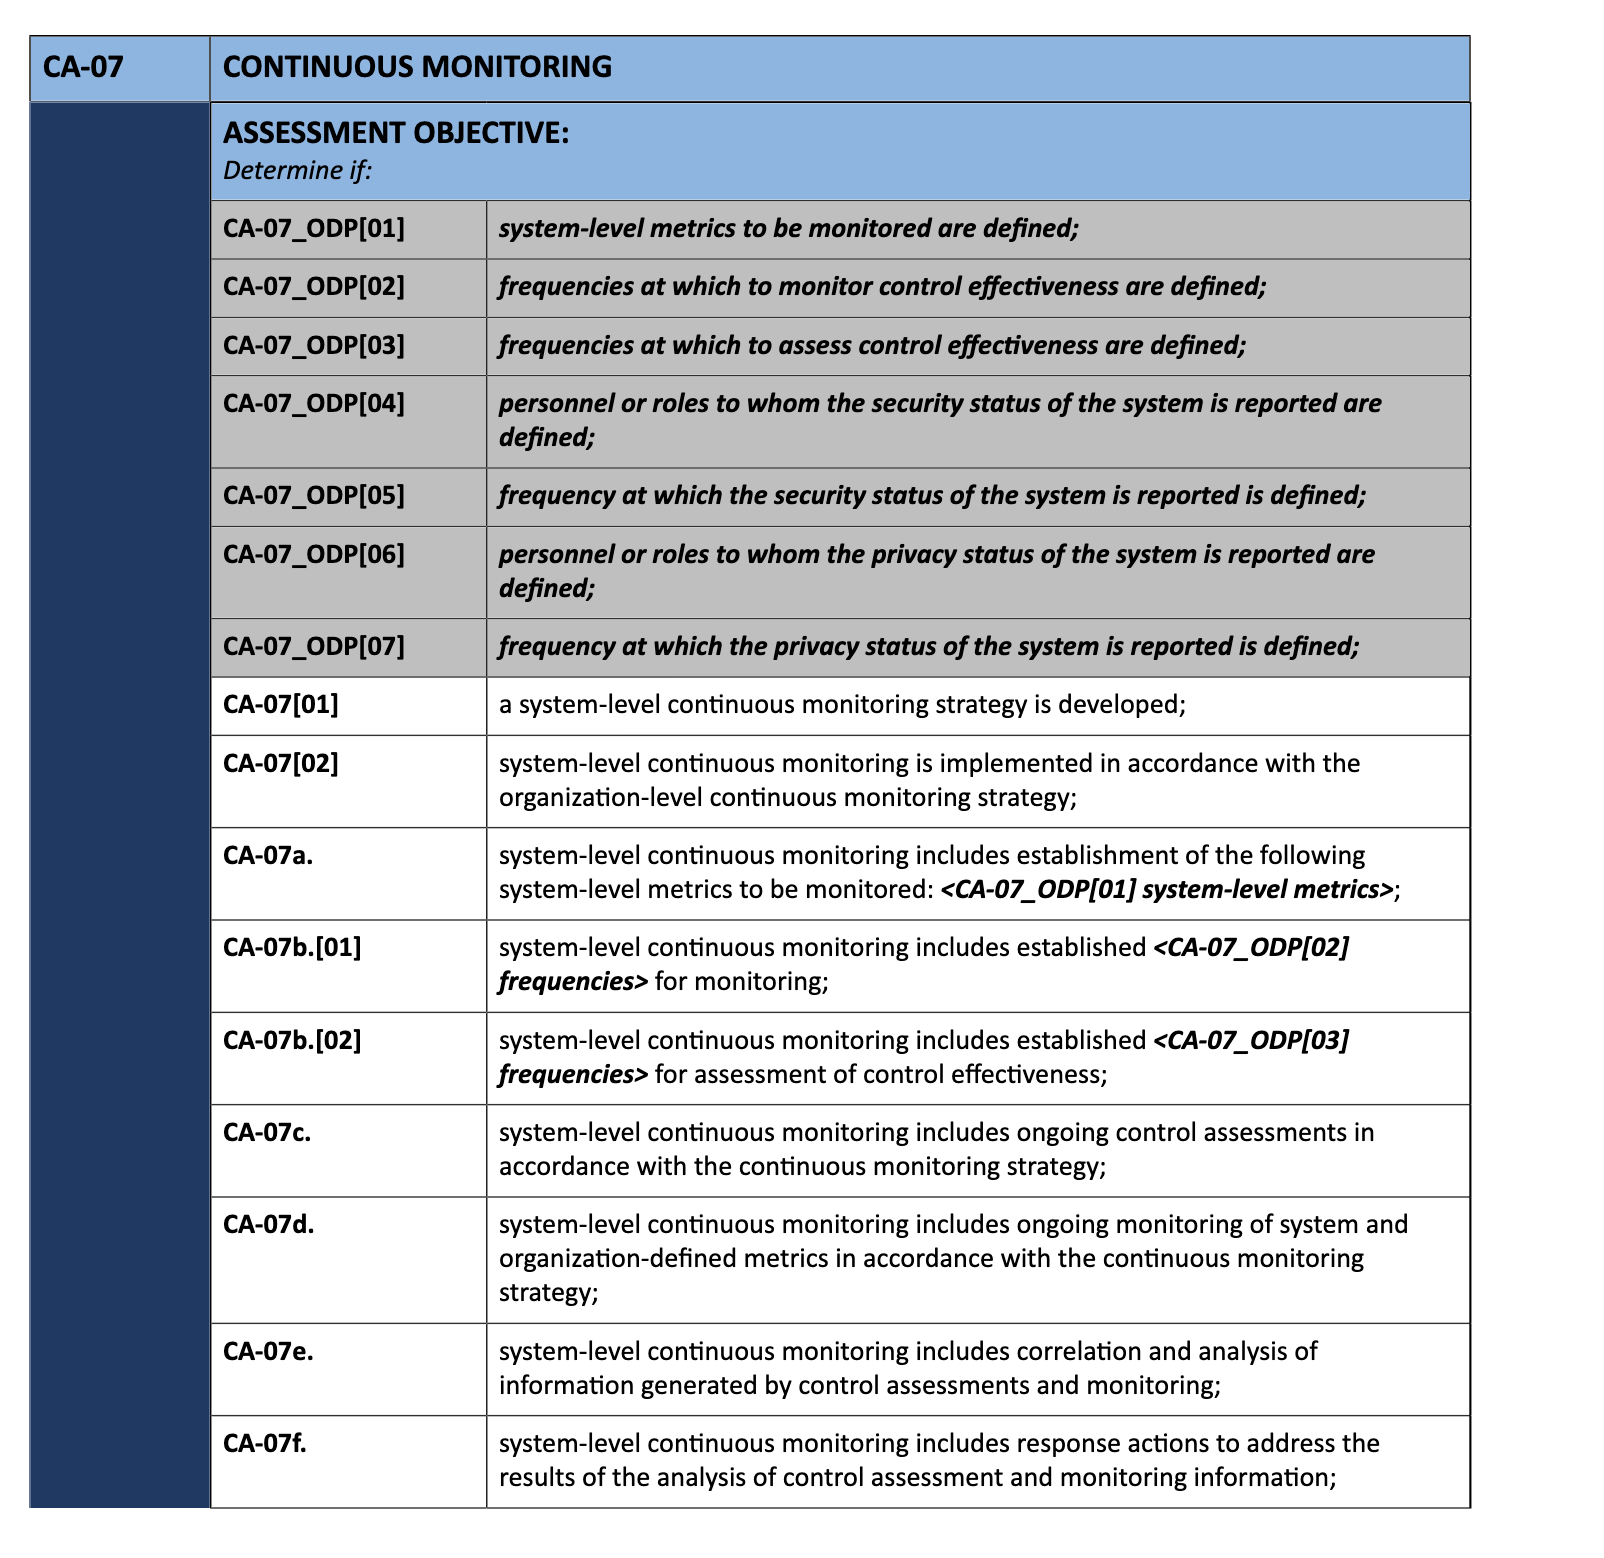 CA-07 CONTINUOUS MONITORING
ASSESSMENT OBJECTIVE:
Determine if:
CA-07_ODP[01] system-level metrics to be monitored are defined;
CA-07_ODP[02] frequencies at which to monitor control effectiveness are defined;
CA-07_ODP[03] frequencies at which to assess control effectiveness are defined;
CA-07_ODP[04] personnel or roles to whom the security status of the system is reported are
defined;
CA-07_ODP[05] frequency at which the security status of the system is reported is defined;
CA-07_ODP[06] personnel or roles to whom the privacy status of the system is reported are
defined;
CA-07_ODP[07] frequency at which the privacy status of the system is reported is defined;
CA-07[01] a system-level continuous monitoring strategy is developed;
CA-07[02] system-level continuous monitoring is implemented in accordance with the
organization-level continuous monitoring strategy;
CA-07a. system-level continuous monitoring includes establishment of the following
system-level metrics to be monitored: <CA-07_ODP[01] system-level metrics>;
CA-07b.[01] system-level continuous monitoring includes established <CA-07_ODP[02]
frequencies> for monitoring;
CA-07b.[02] system-level continuous monitoring includes established <CA-07_ODP[03]
frequencies> for assessment of control effectiveness;
CA-07c. system-level continuous monitoring includes ongoing control assessments in
accordance with the continuous monitoring strategy;
CA-07d. system-level continuous monitoring includes ongoing monitoring of system and
organization-defined metrics in accordance with the continuous monitoring
strategy;
CA-07e. system-level continuous monitoring includes correlation and analysis of
information generated by control assessments and monitoring;
CA-07f. system-level continuous monitoring includes response actions to address the
results of the analysis of control assessment and monitoring information;